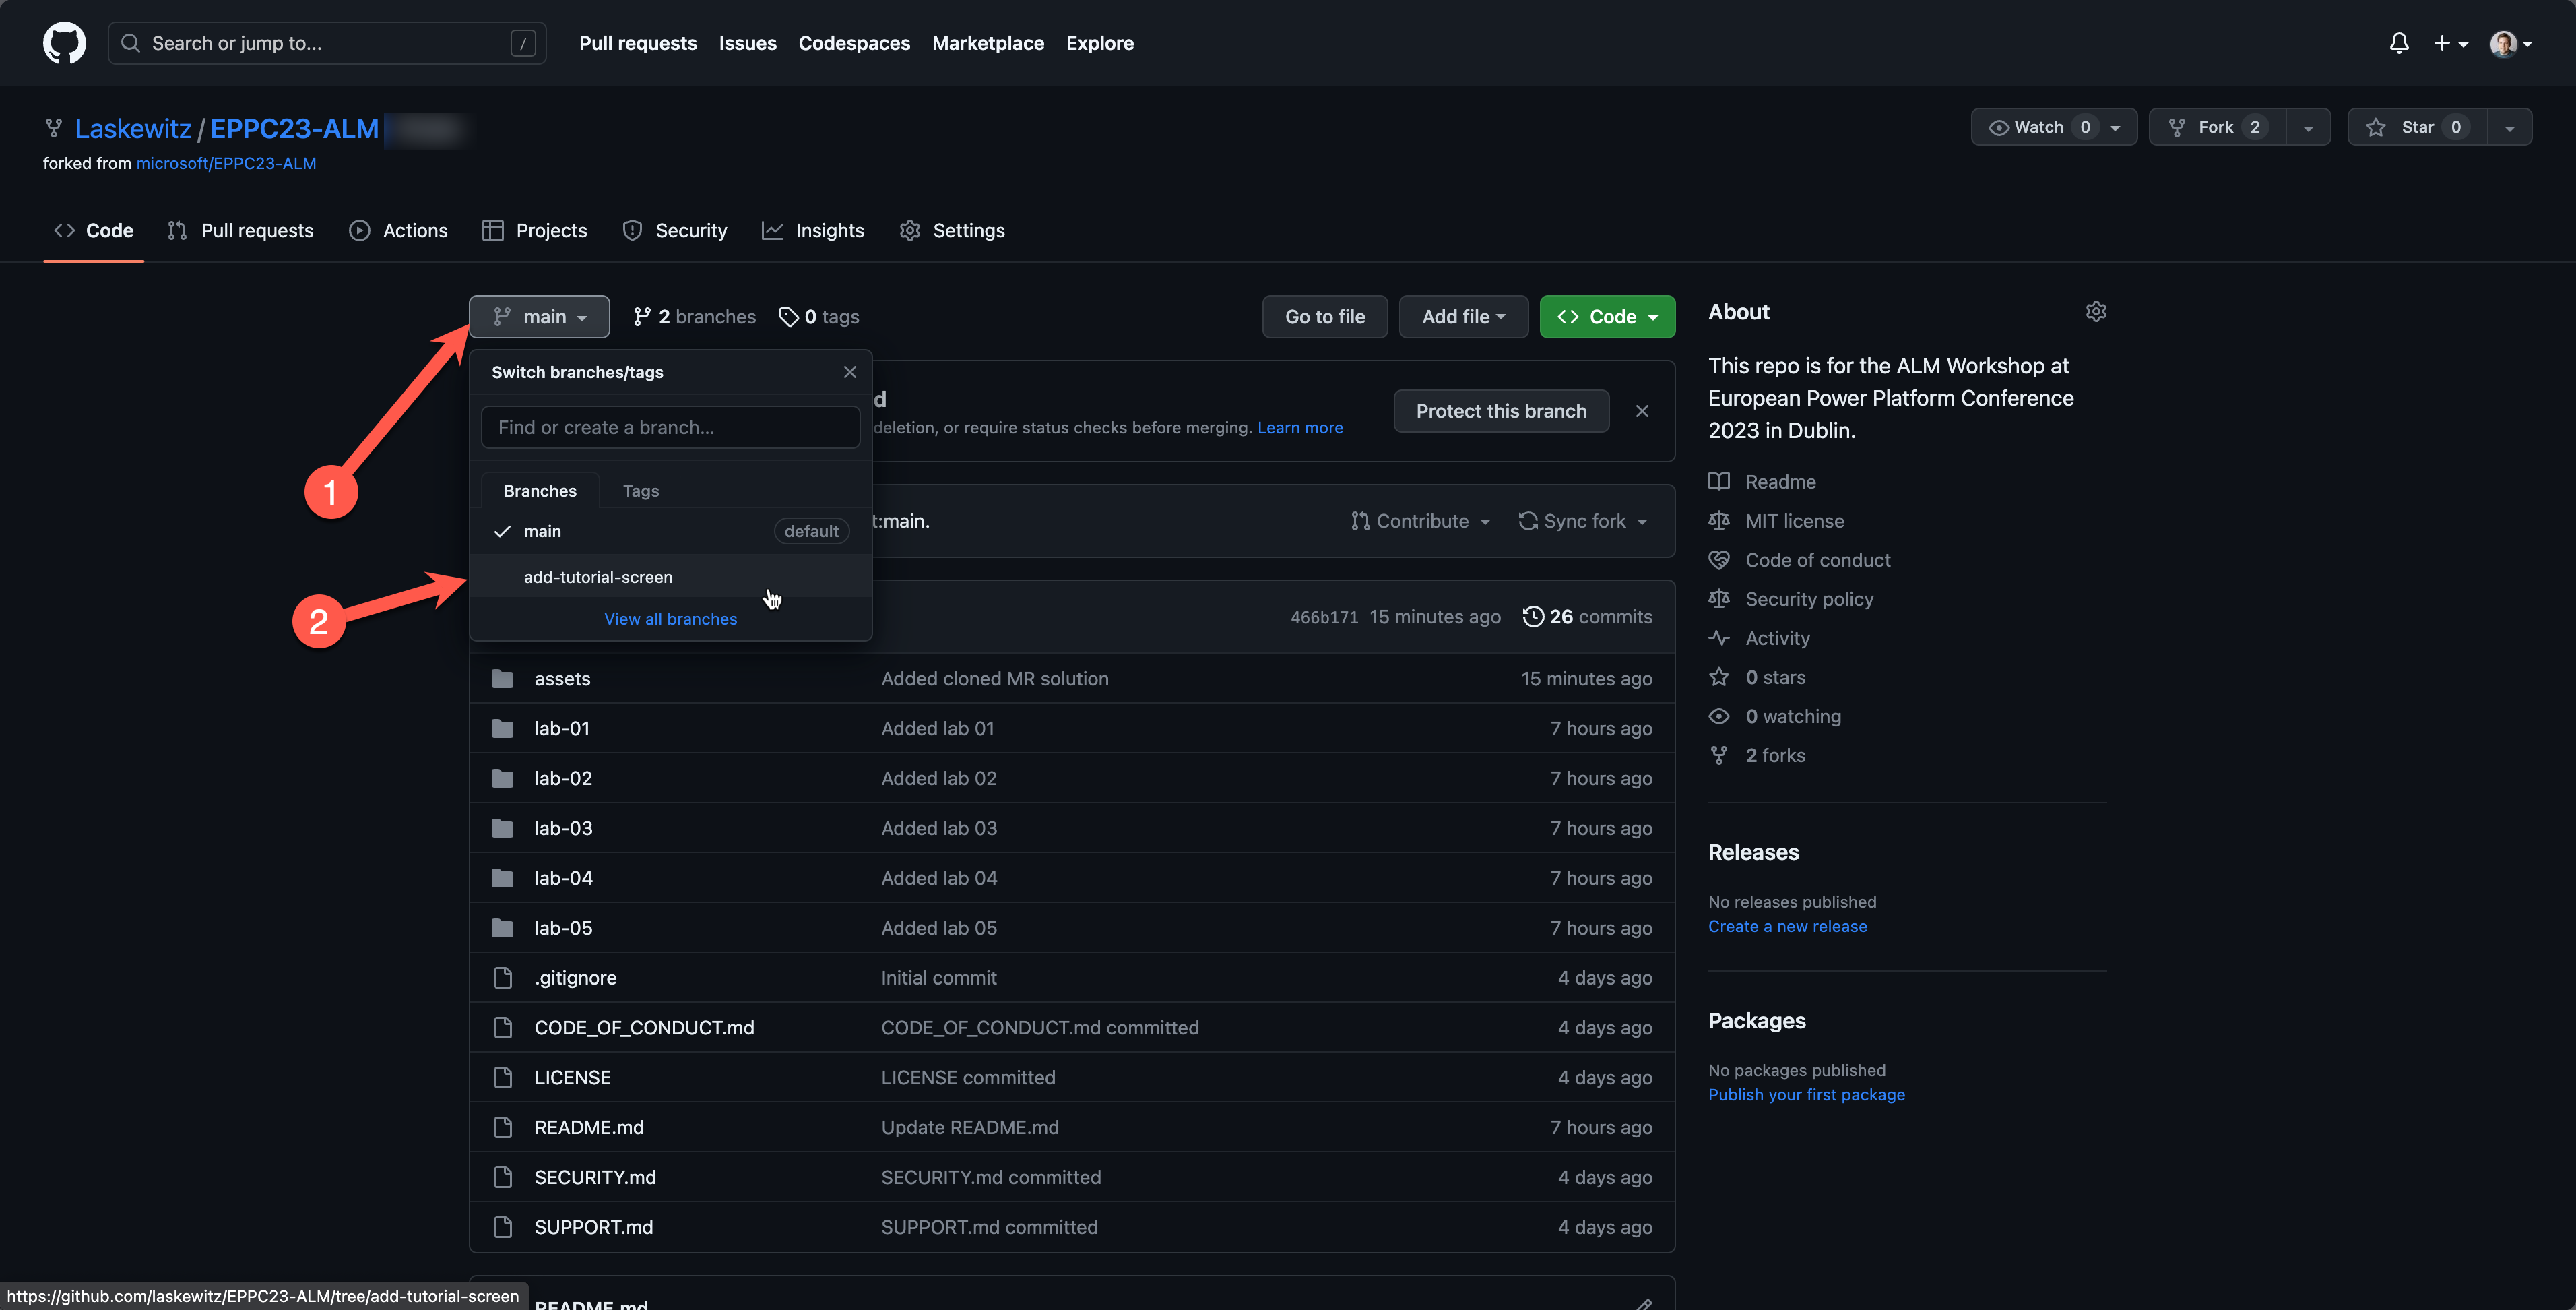 Search or jump to... /
Pull requests Issues Codespaces Marketplace Explore
Laskewitz / EPPC23-ALM
forked from microsoft/EPPC23-ALM
Watch 0
Fork 2
Star 0
Code Pull requests Actions Projects Security Insights Settings
main 2 branches 0 tags
Go to file Add file Code
Switch branches/tags
Find or create a branch...
Branches Tags
main default
add-tutorial-screen
View all branches
1
2
d
deletion, or require status checks before merging. Learn more
Protect this branch
t:main.
Contribute Sync fork
466b171 15 minutes ago 26 commits
assets Added cloned MR solution 15 minutes ago
lab-01 Added lab 01 7 hours ago
lab-02 Added lab 02 7 hours ago
lab-03 Added lab 03 7 hours ago
lab-04 Added lab 04 7 hours ago
lab-05 Added lab 05 7 hours ago
.gitignore Initial commit 4 days ago
CODE_OF_CONDUCT.md CODE_OF_CONDUCT.md committed 4 days ago
LICENSE LICENSE committed 4 days ago
README.md Update README.md 7 hours ago
SECURITY.md SECURITY.md committed 4 days ago
SUPPORT.md SUPPORT.md committed 4 days ago
README.md
About
This repo is for the ALM Workshop at
European Power Platform Conference
2023 in Dublin.
Readme
MIT license
Code of conduct
Security policy
Activity
0 stars
0 watching
2 forks
Releases
No releases published
Create a new release
Packages
No packages published
Publish your first package
https://github.com/laskewitz/EPPC23-ALM/tree/add-tutorial-screen